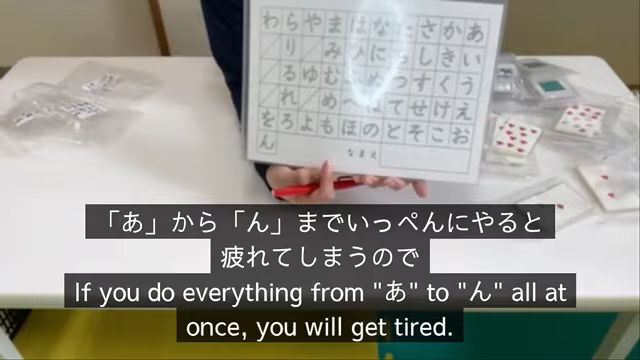 あいうえお
かきくけこ
さしすせそ
たちつてと
なにぬねの
はひふへほ
まみむめも
やゆよ
らりるれろ
わをん
なまえ
「あ」から「ん」までいっぺんにやると
疲れてしまうので
If you do everything from "あ" to "ん" all at
once, you will get tired.